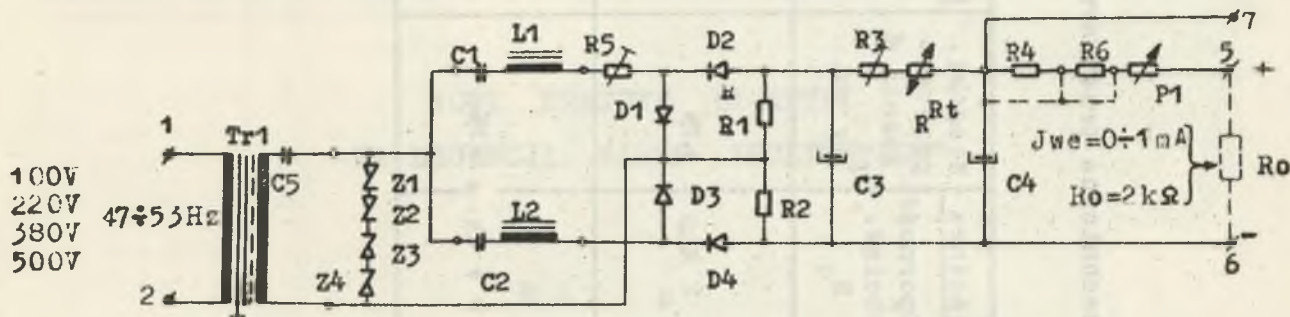 7
L1
C1
R5
D2
R3
R4
R6
5
+
P1
1
Tr1
D1
R1
Rt
R
C5
Z1
Z2
Z3
Z4
100V
220V
380V
500V
47÷53Hz
2
L2
C2
D3
R2
D4
C3
C4
Jwe=0÷1mA
Ro=2kΩ
Ro
-
6